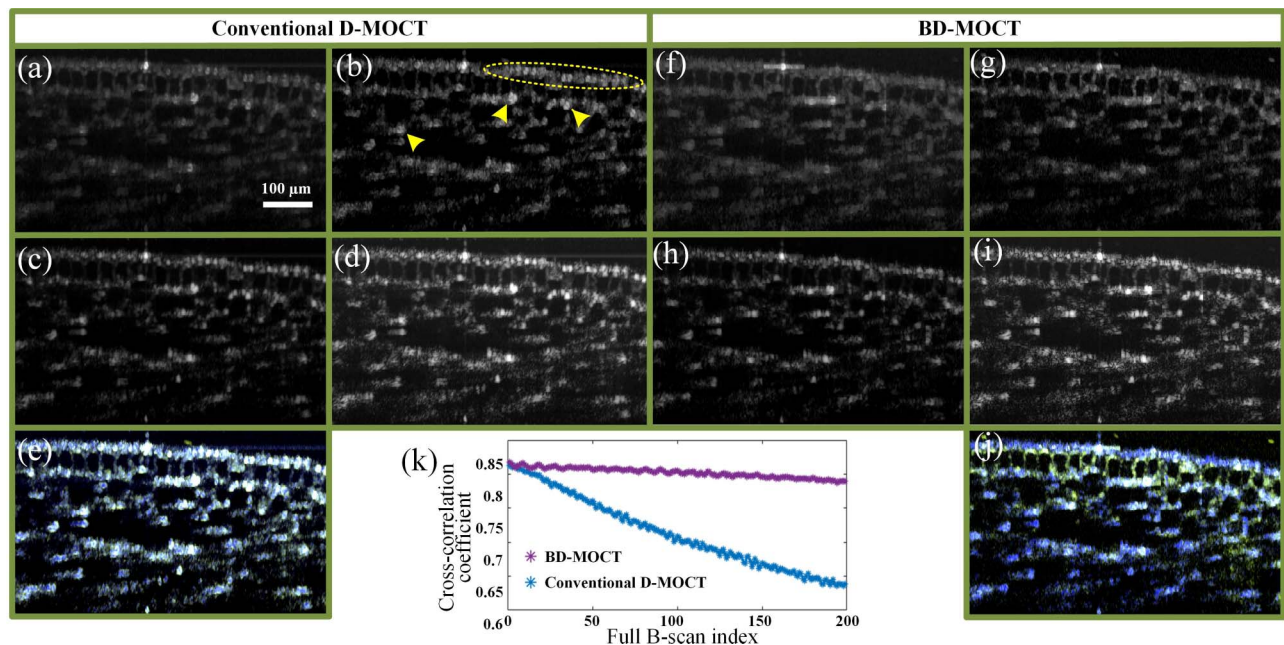 Conventional D-MOCT
BD-MOCT
(a)
(b)
(f)
(g)
100 µm
(c)
(d)
(h)
(i)
(e)
(k)
(j)
Cross-correlation
coefficient
0.85
0.8
0.75
0.7
0.65
0.6
BD-MOCT
Conventional D-MOCT
0
50
100
150
200
Full B-scan index